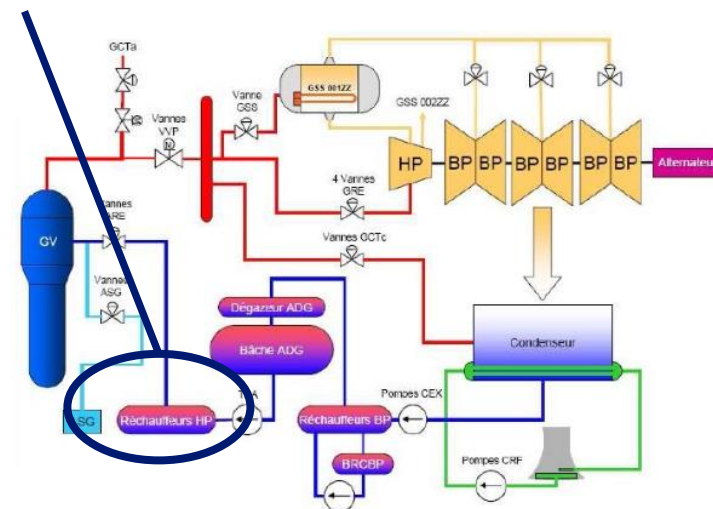 GCTa
Vannes
VVP
Vanne
GSS
GSS 001ZZ
GSS 002ZZ
HP
BP BP
BP BP
BP BP
Alternateur
4 Vannes
GRE
Vannes GCTc
GV
Vannes
ASG
Dégazeur ADG
Bâche ADG
Condenseur
Réchauffeurs HP
Réchauffeurs BP
Pompes CEX
BRCBP
Pompes CRF